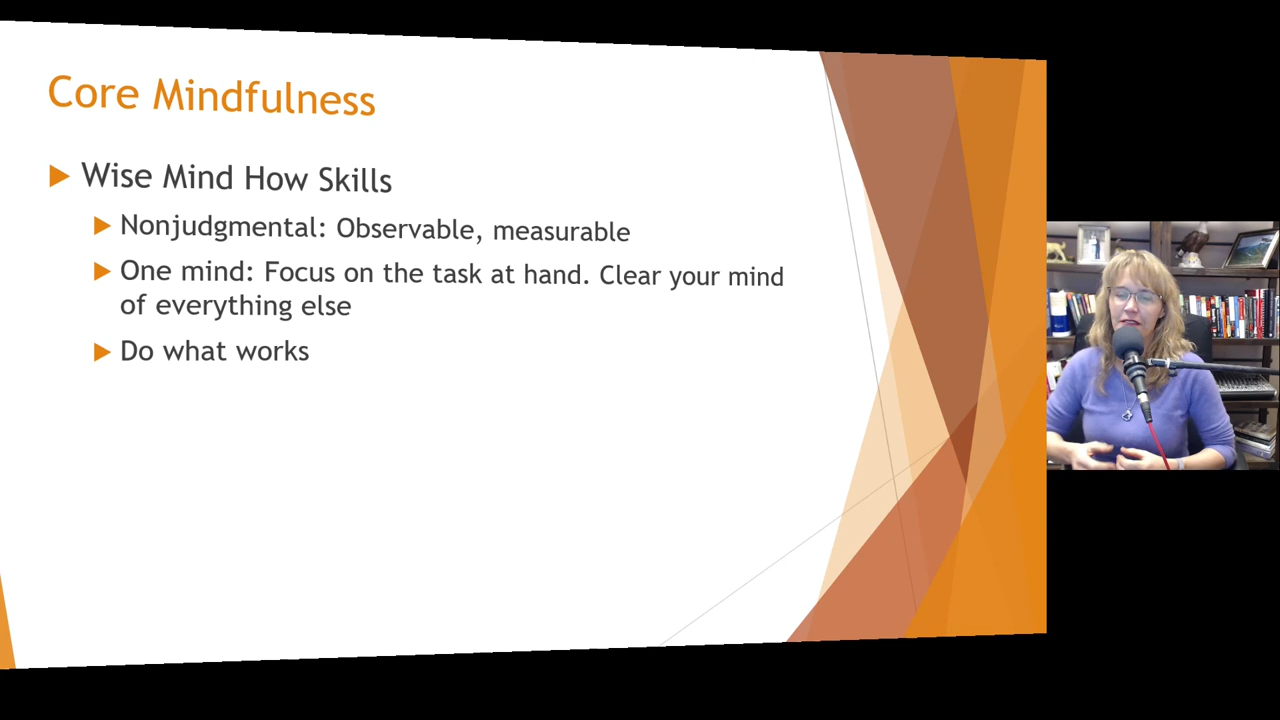 Core Mindfulness
Wise Mind How Skills
Nonjudgmental: Observable, measurable
One mind: Focus on the task at hand. Clear your mind
of everything else
Do what works